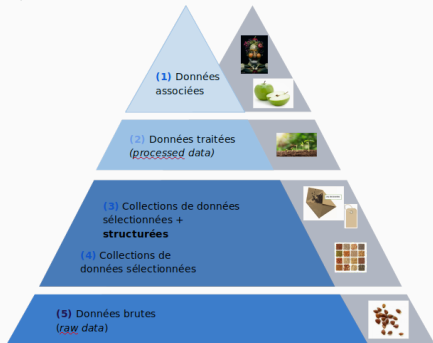 (1) Données
associées
(2) Données traitées
(processed data)
(3) Collections de données
sélectionnées +
structurées
(4) Collections de
données sélectionnées
(5) Données brutes
(raw data)